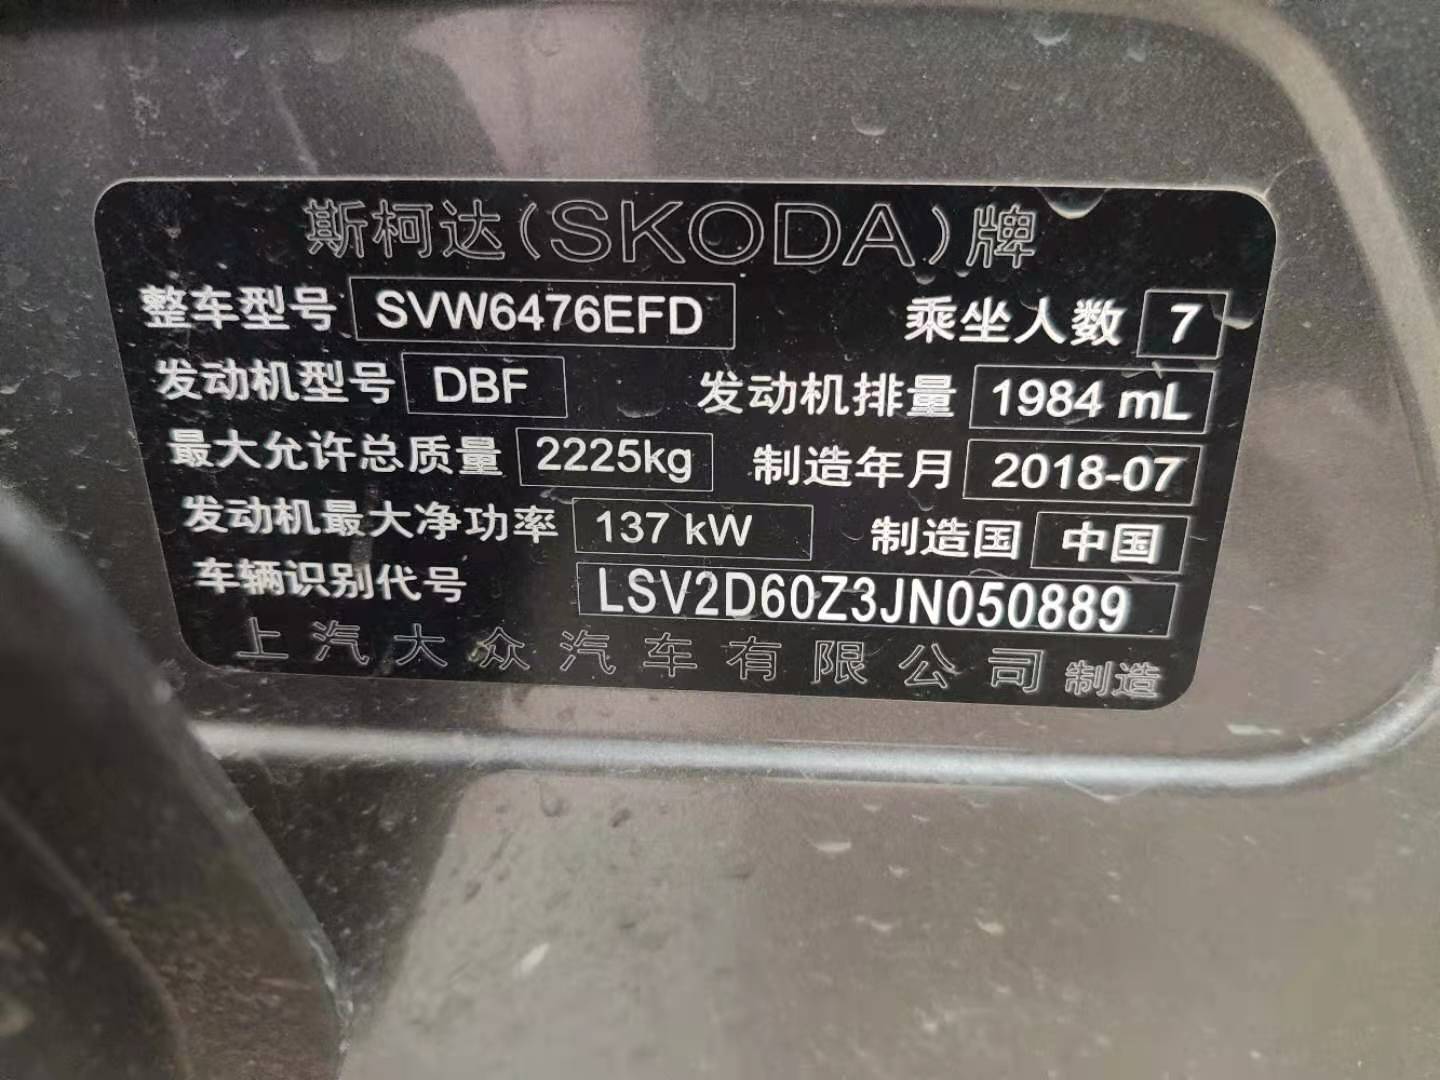 斯柯达(SKODA)牌
整车型号 SVW6476EFD 乘坐人数 7
发动机型号 DBF 发动机排量 1984 mL
最大允许总质量 2225kg 制造年月 2018-07
发动机最大净功率 137 kW 制造国 中国
车辆识别代号 LSV2D60Z3JN050889
上汽大众汽车有限公司 制造